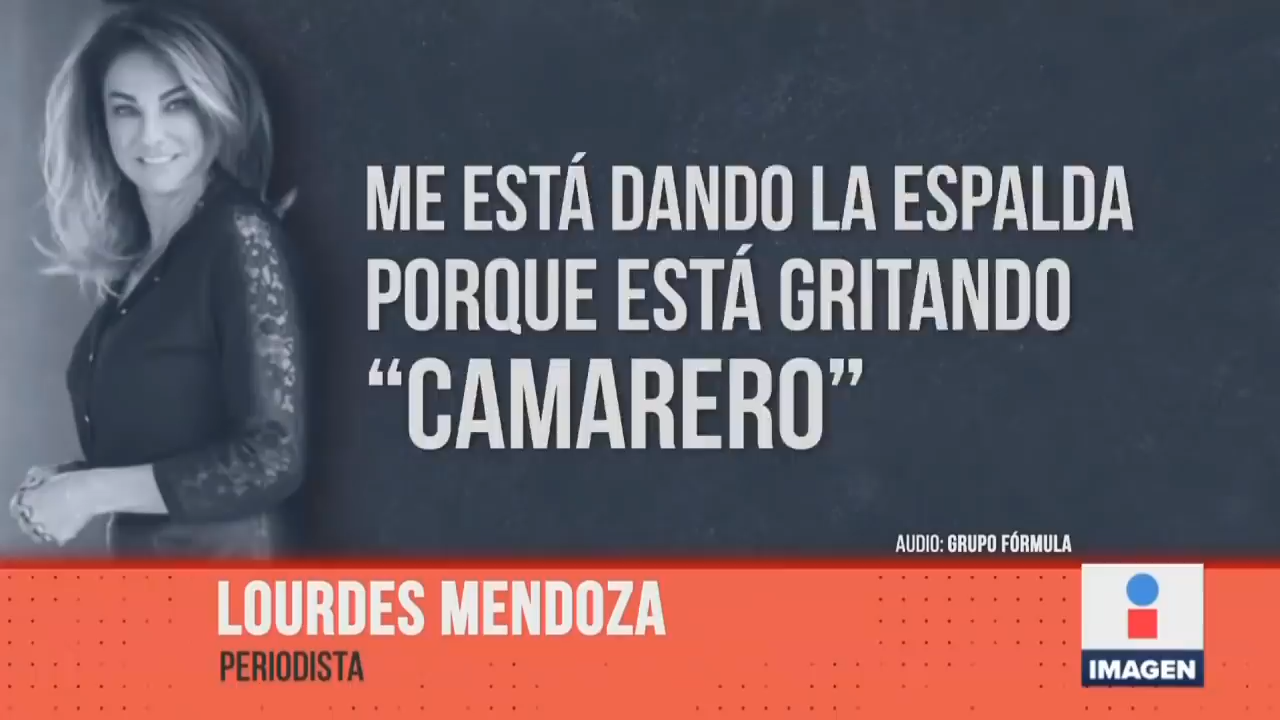 ME ESTÁ DANDO LA ESPALDA
PORQUE ESTÁ GRITANDO
“CAMARERO”
AUDIO: GRUPO FÓRMULA
LOURDES MENDOZA
PERIODISTA
IMAGEN